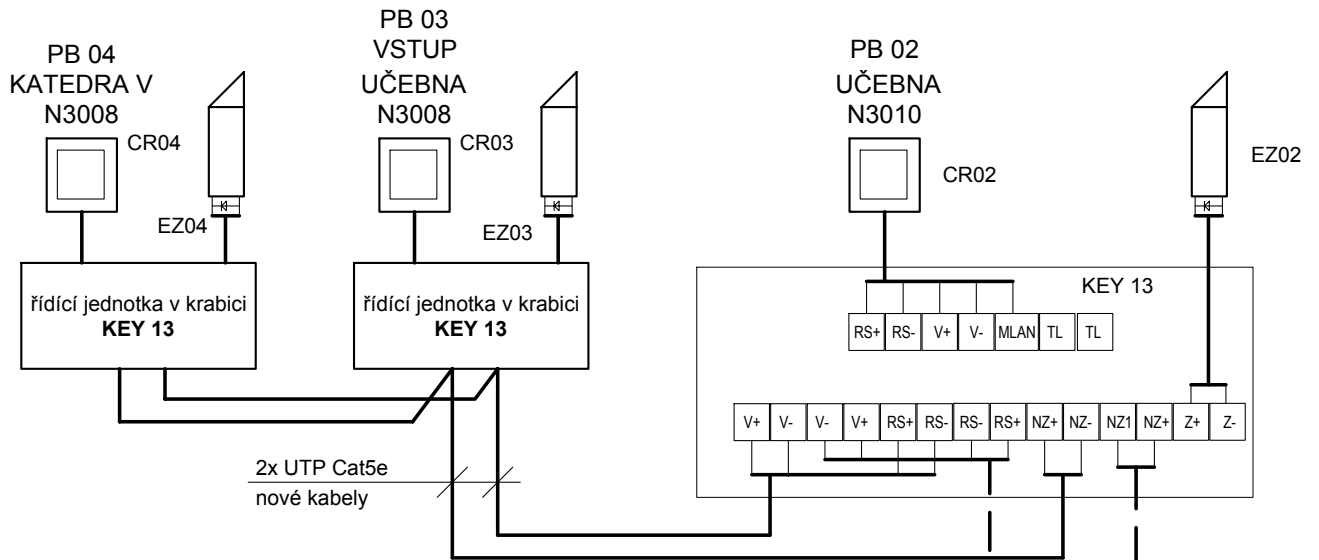 PB 04
KATEDRA V
N3008
CR04
EZ04
řídící jednotka v krabici
KEY 13
PB 03
VSTUP
UČEBNA
N3008
CR03
EZ03
řídící jednotka v krabici
KEY 13
2x UTP Cat5e
nové kabely
PB 02
UČEBNA
N3010
CR02
EZ02
KEY 13
RS+ RS- V+ V- MLAN TL TL
V+ V- V- V+ RS+ RS- RS- RS+ NZ+ NZ- NZ1 NZ+ Z+ Z-